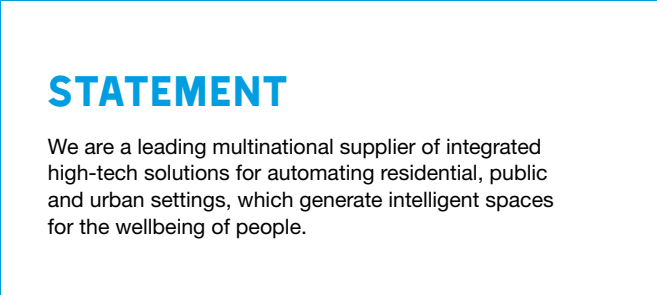 STATEMENT
We are a leading multinational supplier of integrated
high-tech solutions for automating residential, public
and urban settings, which generate intelligent spaces
for the wellbeing of people.